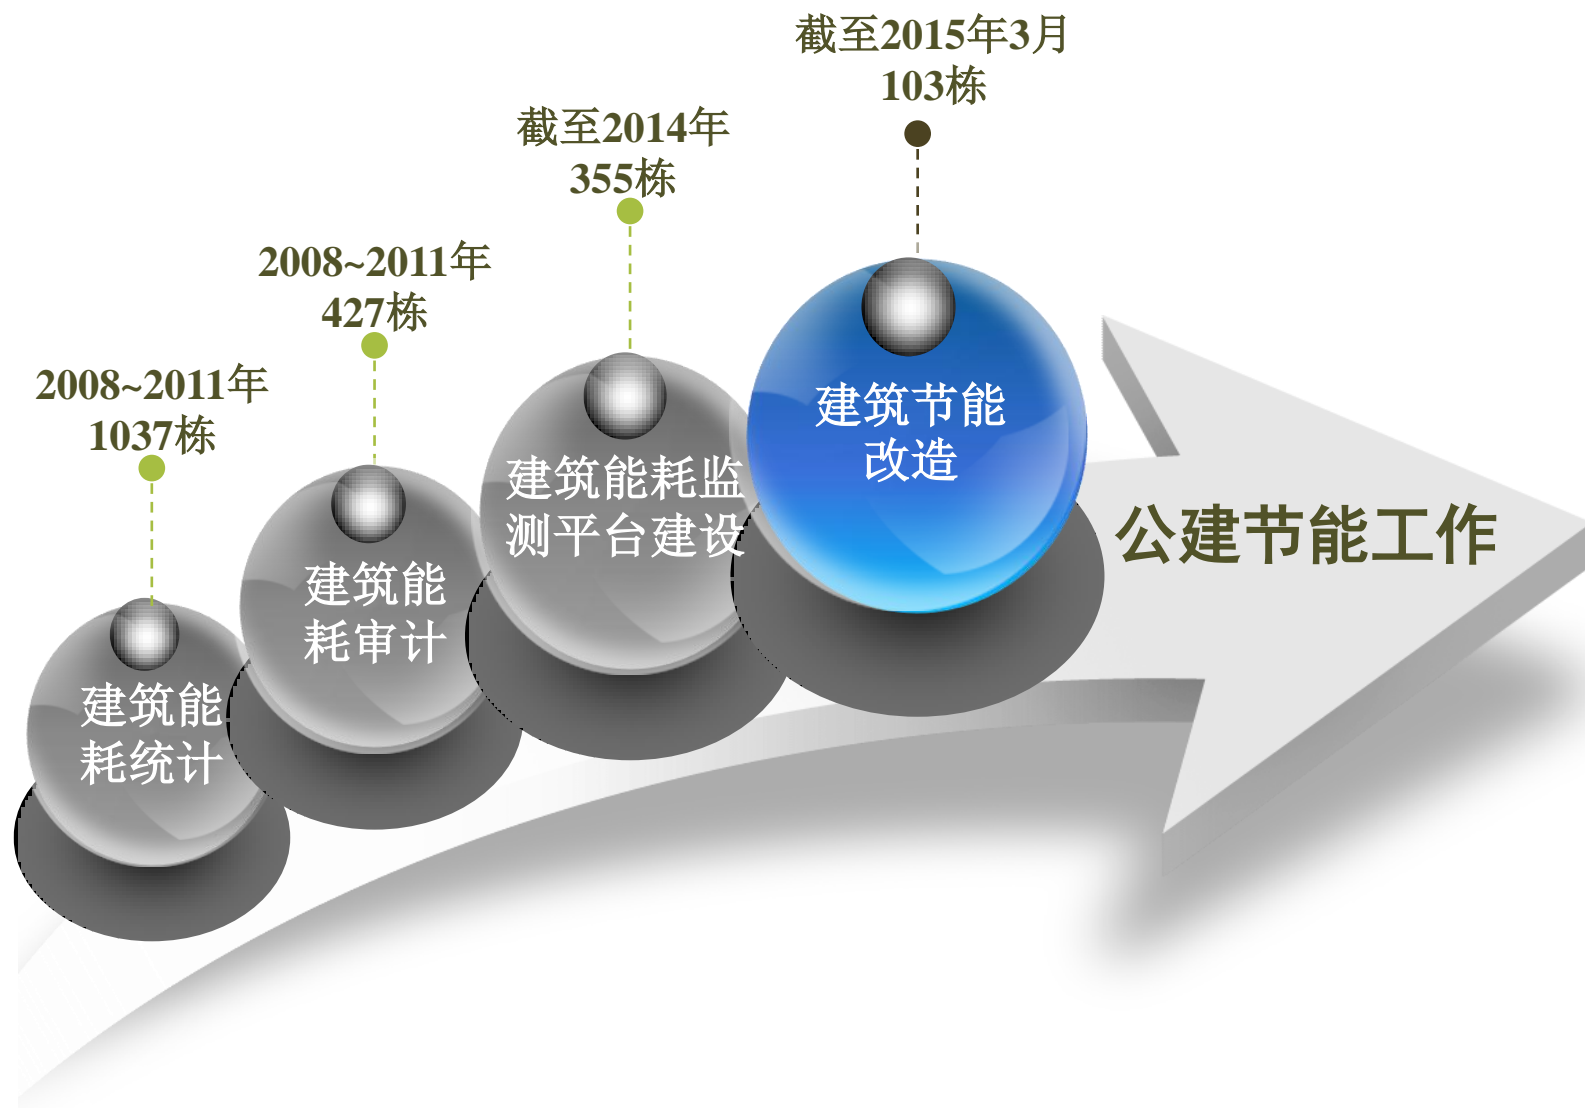 截至2015年3月
103栋
截至2014年
355栋
2008~2011年
427栋
2008~2011年
1037栋
建筑节能
改造
建筑能耗监
测平台建设
建筑能
耗审计
建筑能
耗统计
公建节能工作